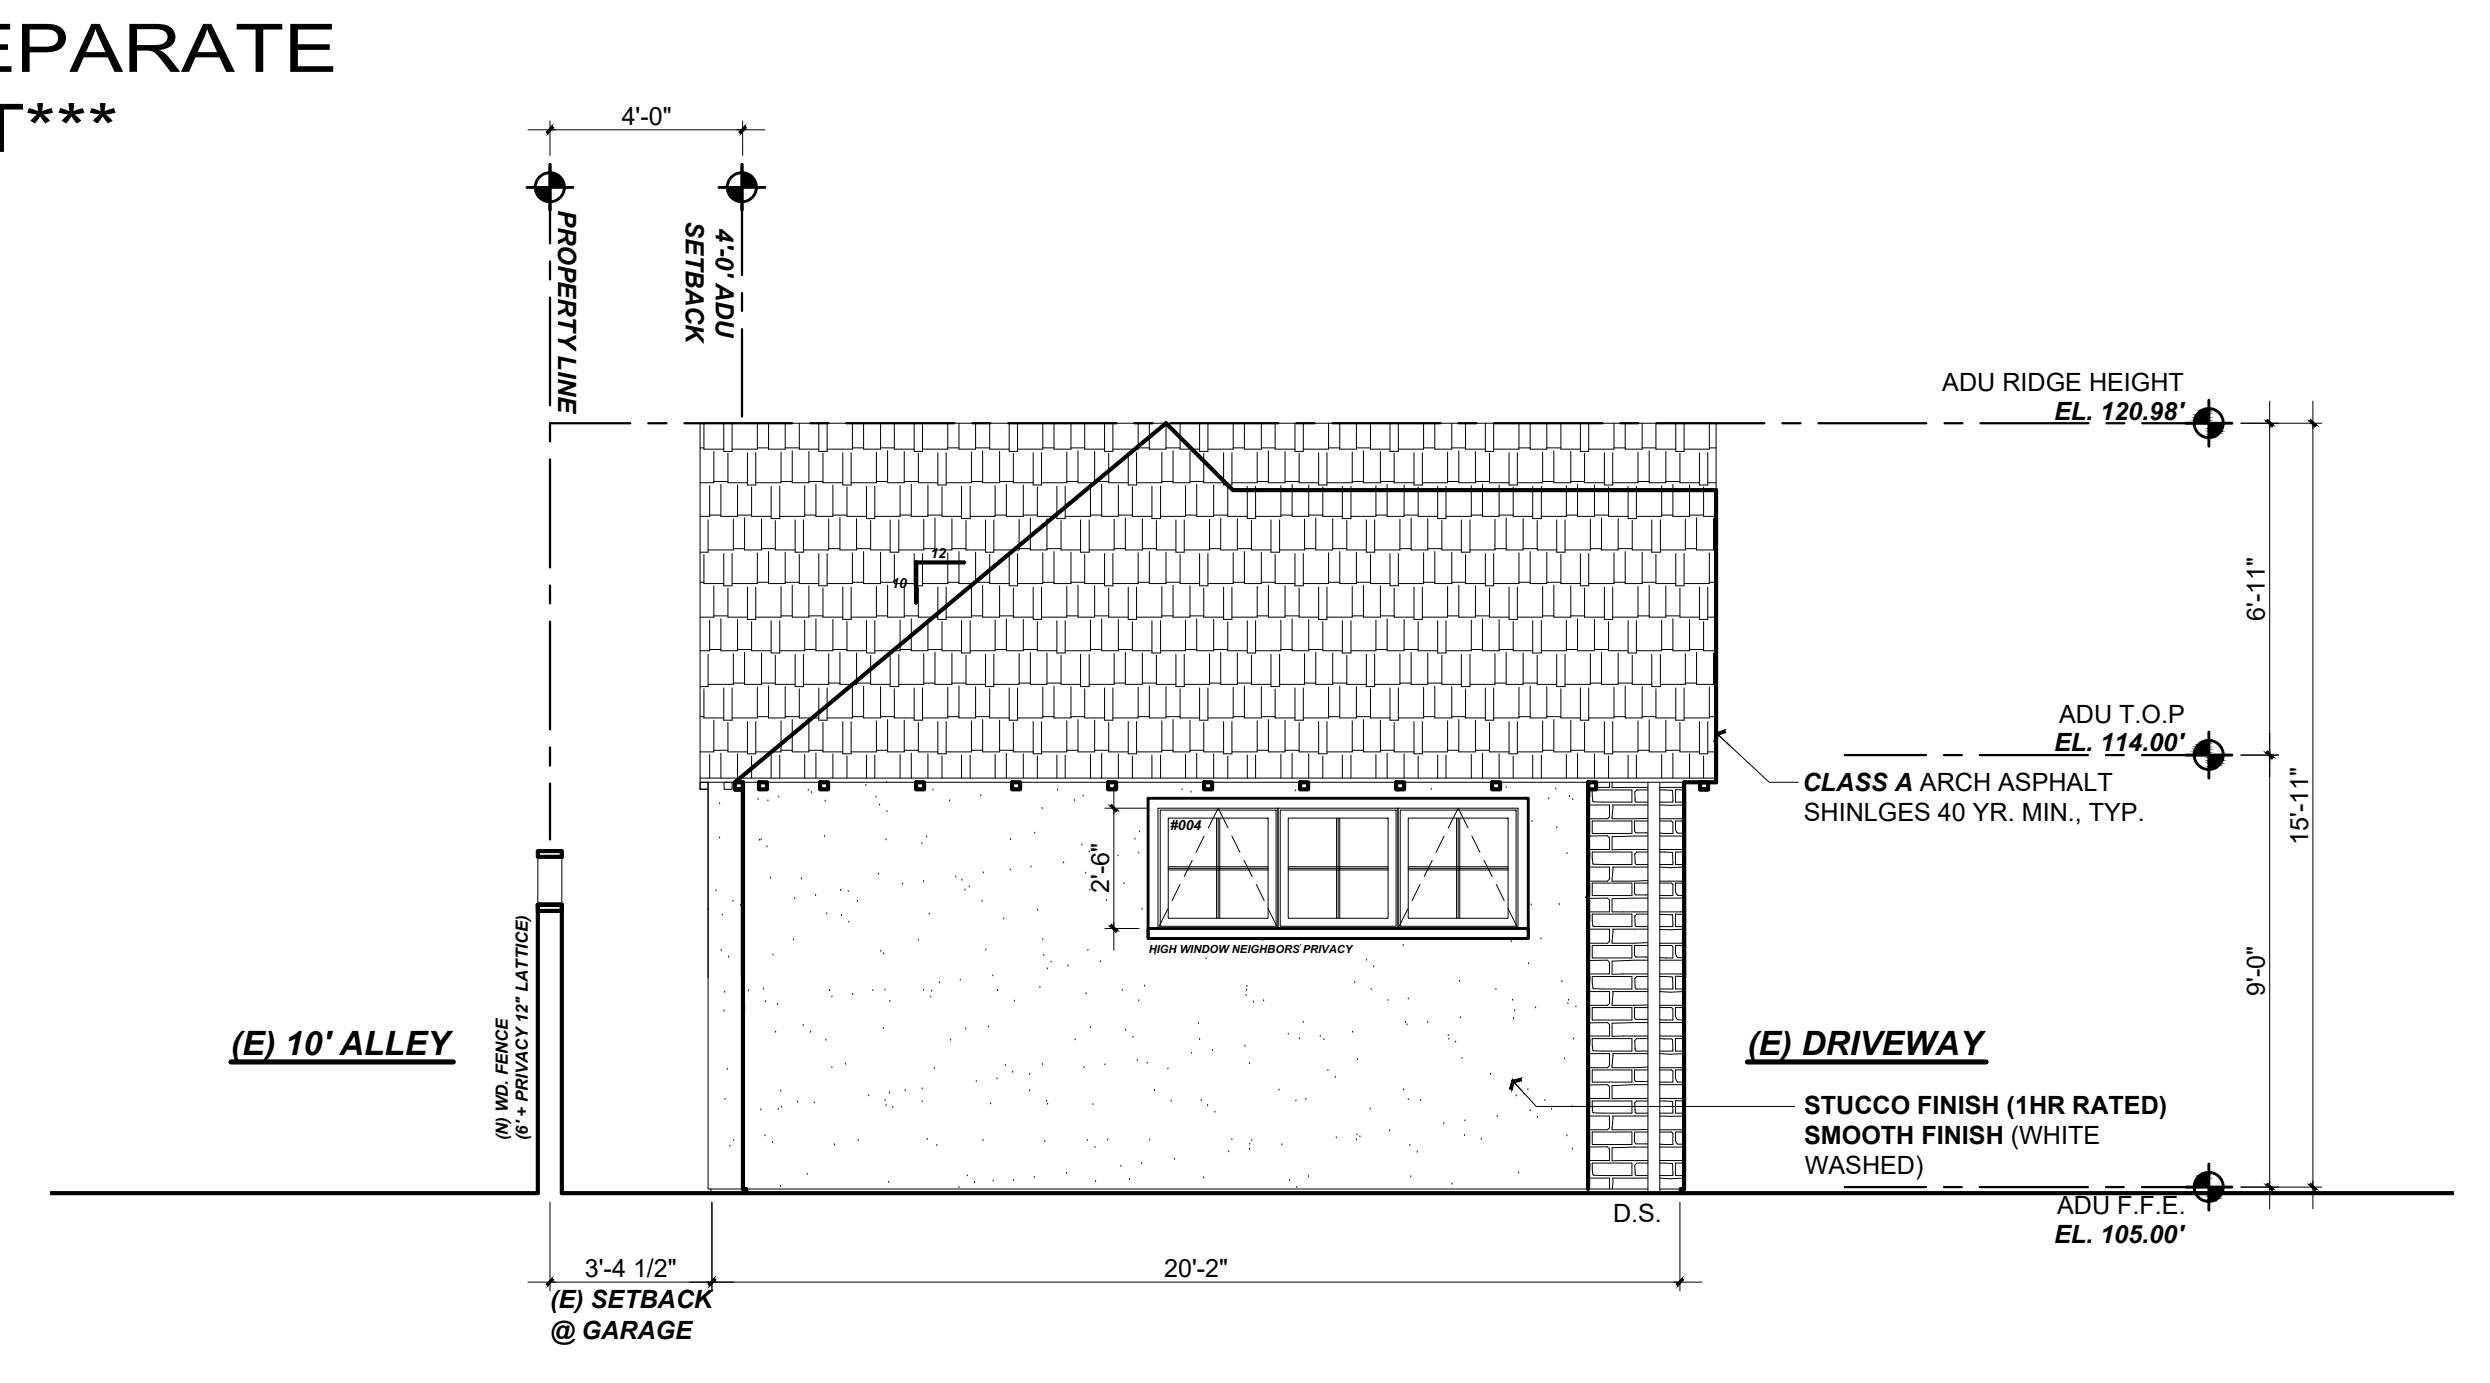 EPARATE
T***
4'-0"
PROPERTY LINE
4'-0' ADU
SETBACK
ADU RIDGE HEIGHT
EL. 120.98'
12
10
6'-11"
ADU T.O.P
EL. 114.00'
CLASS A ARCH ASPHALT
SHINLGES 40 YR. MIN., TYP.
15'-11"
#004
2'-6"
HIGH WINDOW NEIGHBORS' PRIVACY
(N) WD. FENCE
(6' + PRIVACY 12" LATTICE)
9'-0"
(E) 10' ALLEY
(E) DRIVEWAY
STUCCO FINISH (1HR RATED)
SMOOTH FINISH (WHITE
WASHED)
D.S.
ADU F.F.E.
EL. 105.00'
3'-4 1/2"
20'-2"
(E) SETBACK
@ GARAGE